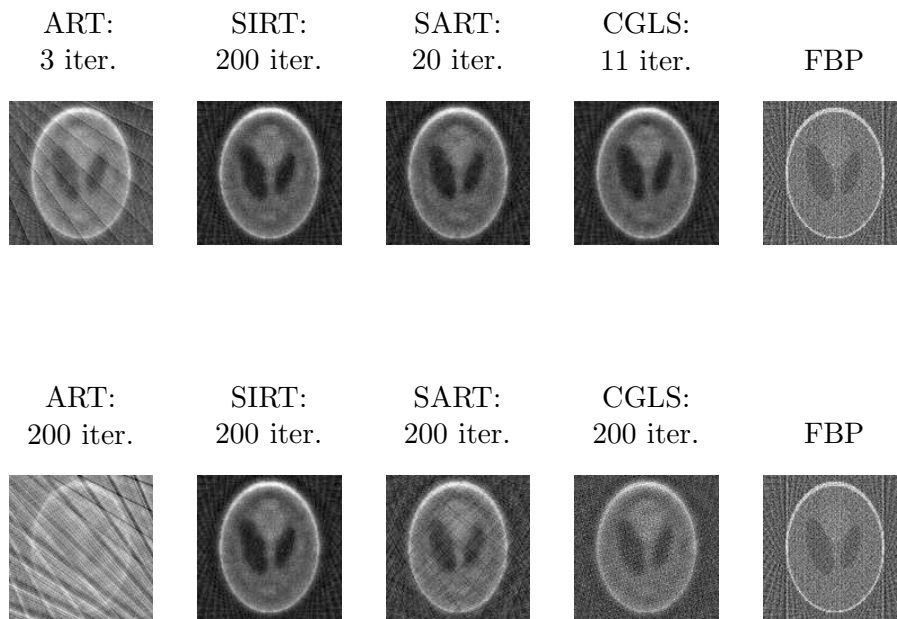 ART:
3 iter.
SIRT:
200 iter.
SART:
20 iter.
CGLS:
11 iter.
FBP
ART:
200 iter.
SIRT:
200 iter.
SART:
200 iter.
CGLS:
200 iter.
FBP